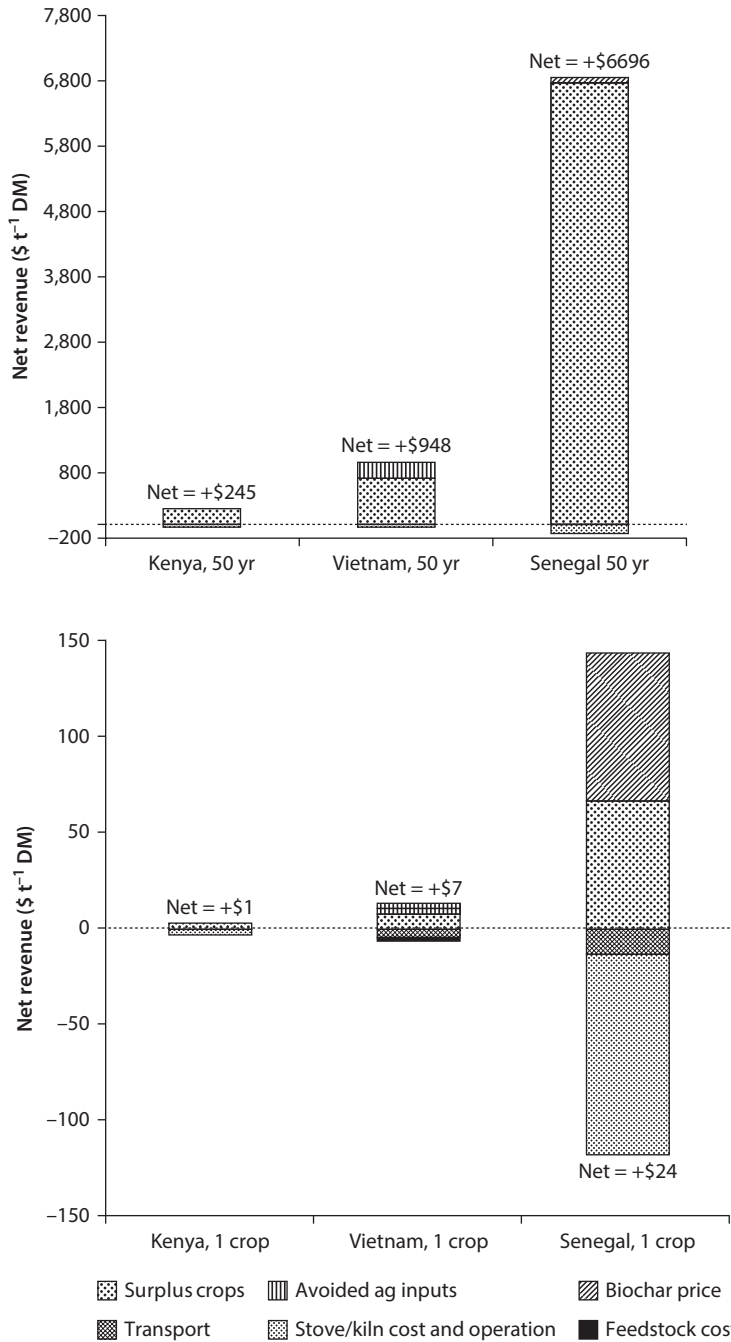 7,800
6,800
5,800
4,800
3,800
2,800
1,800
800
–200
Net revenue ($ t⁻¹ DM)
Net = +$6696
Net = +$948
Net = +$245
Kenya, 50 yr
Vietnam, 50 yr
Senegal 50 yr
150
100
50
0
–50
–100
–150
Net revenue ($ t⁻¹ DM)
Net = +$1
Net = +$7
Net = +$24
Kenya, 1 crop
Vietnam, 1 crop
Senegal, 1 crop
Surplus crops
Avoided ag inputs
Biochar price
Transport
Stove/kiln cost and operation
Feedstock cos